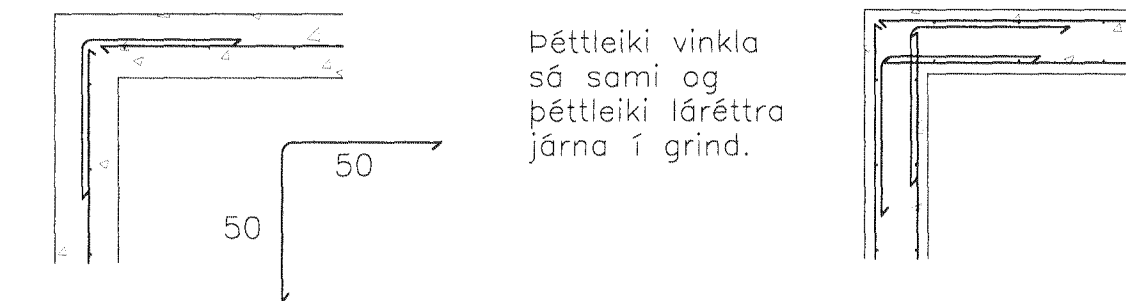 50
50
Þéttleiki vinkla
sá sami og
þéttleiki láréttra
járna í grind.